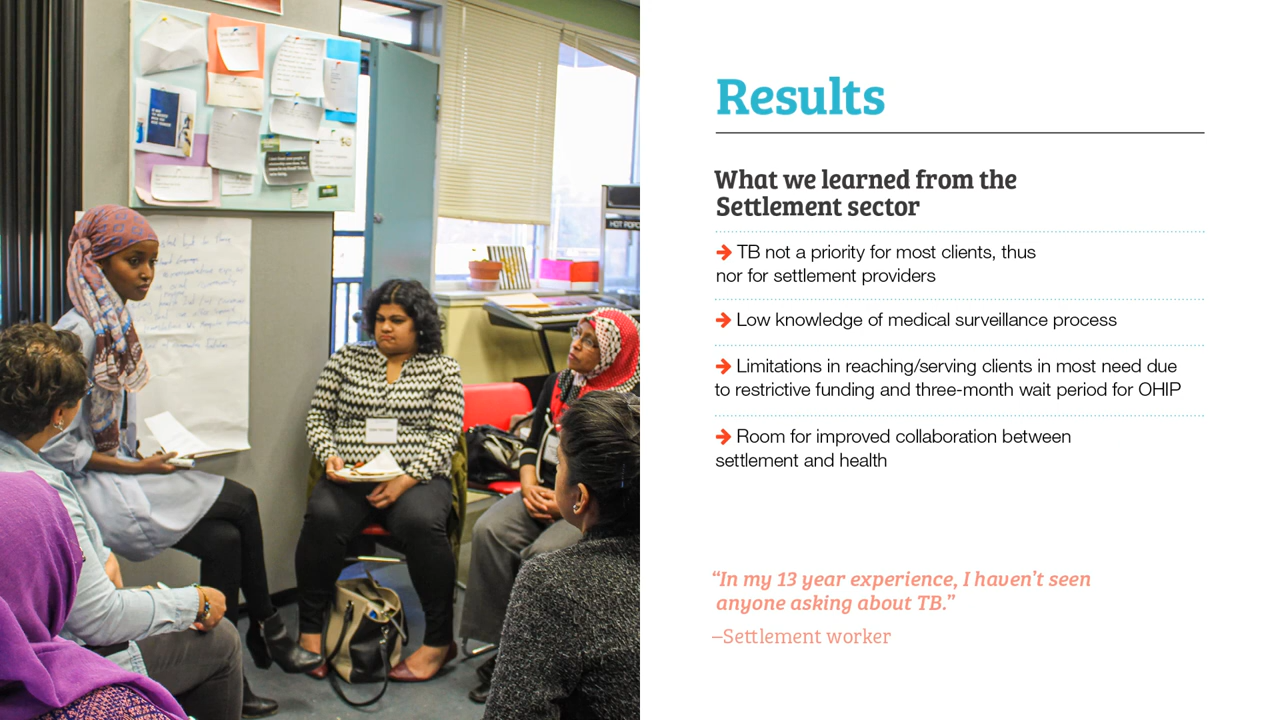 HOT POPC
Results
What we learned from the
Settlement sector
➔ TB not a priority for most clients, thus
nor for settlement providers
➔ Low knowledge of medical surveillance process
➔ Limitations in reaching/serving clients in most need due
to restrictive funding and three-month wait period for OHIP
➔ Room for improved collaboration between
settlement and health
“In my 13 year experience, I haven’t seen
anyone asking about TB.”
–Settlement worker